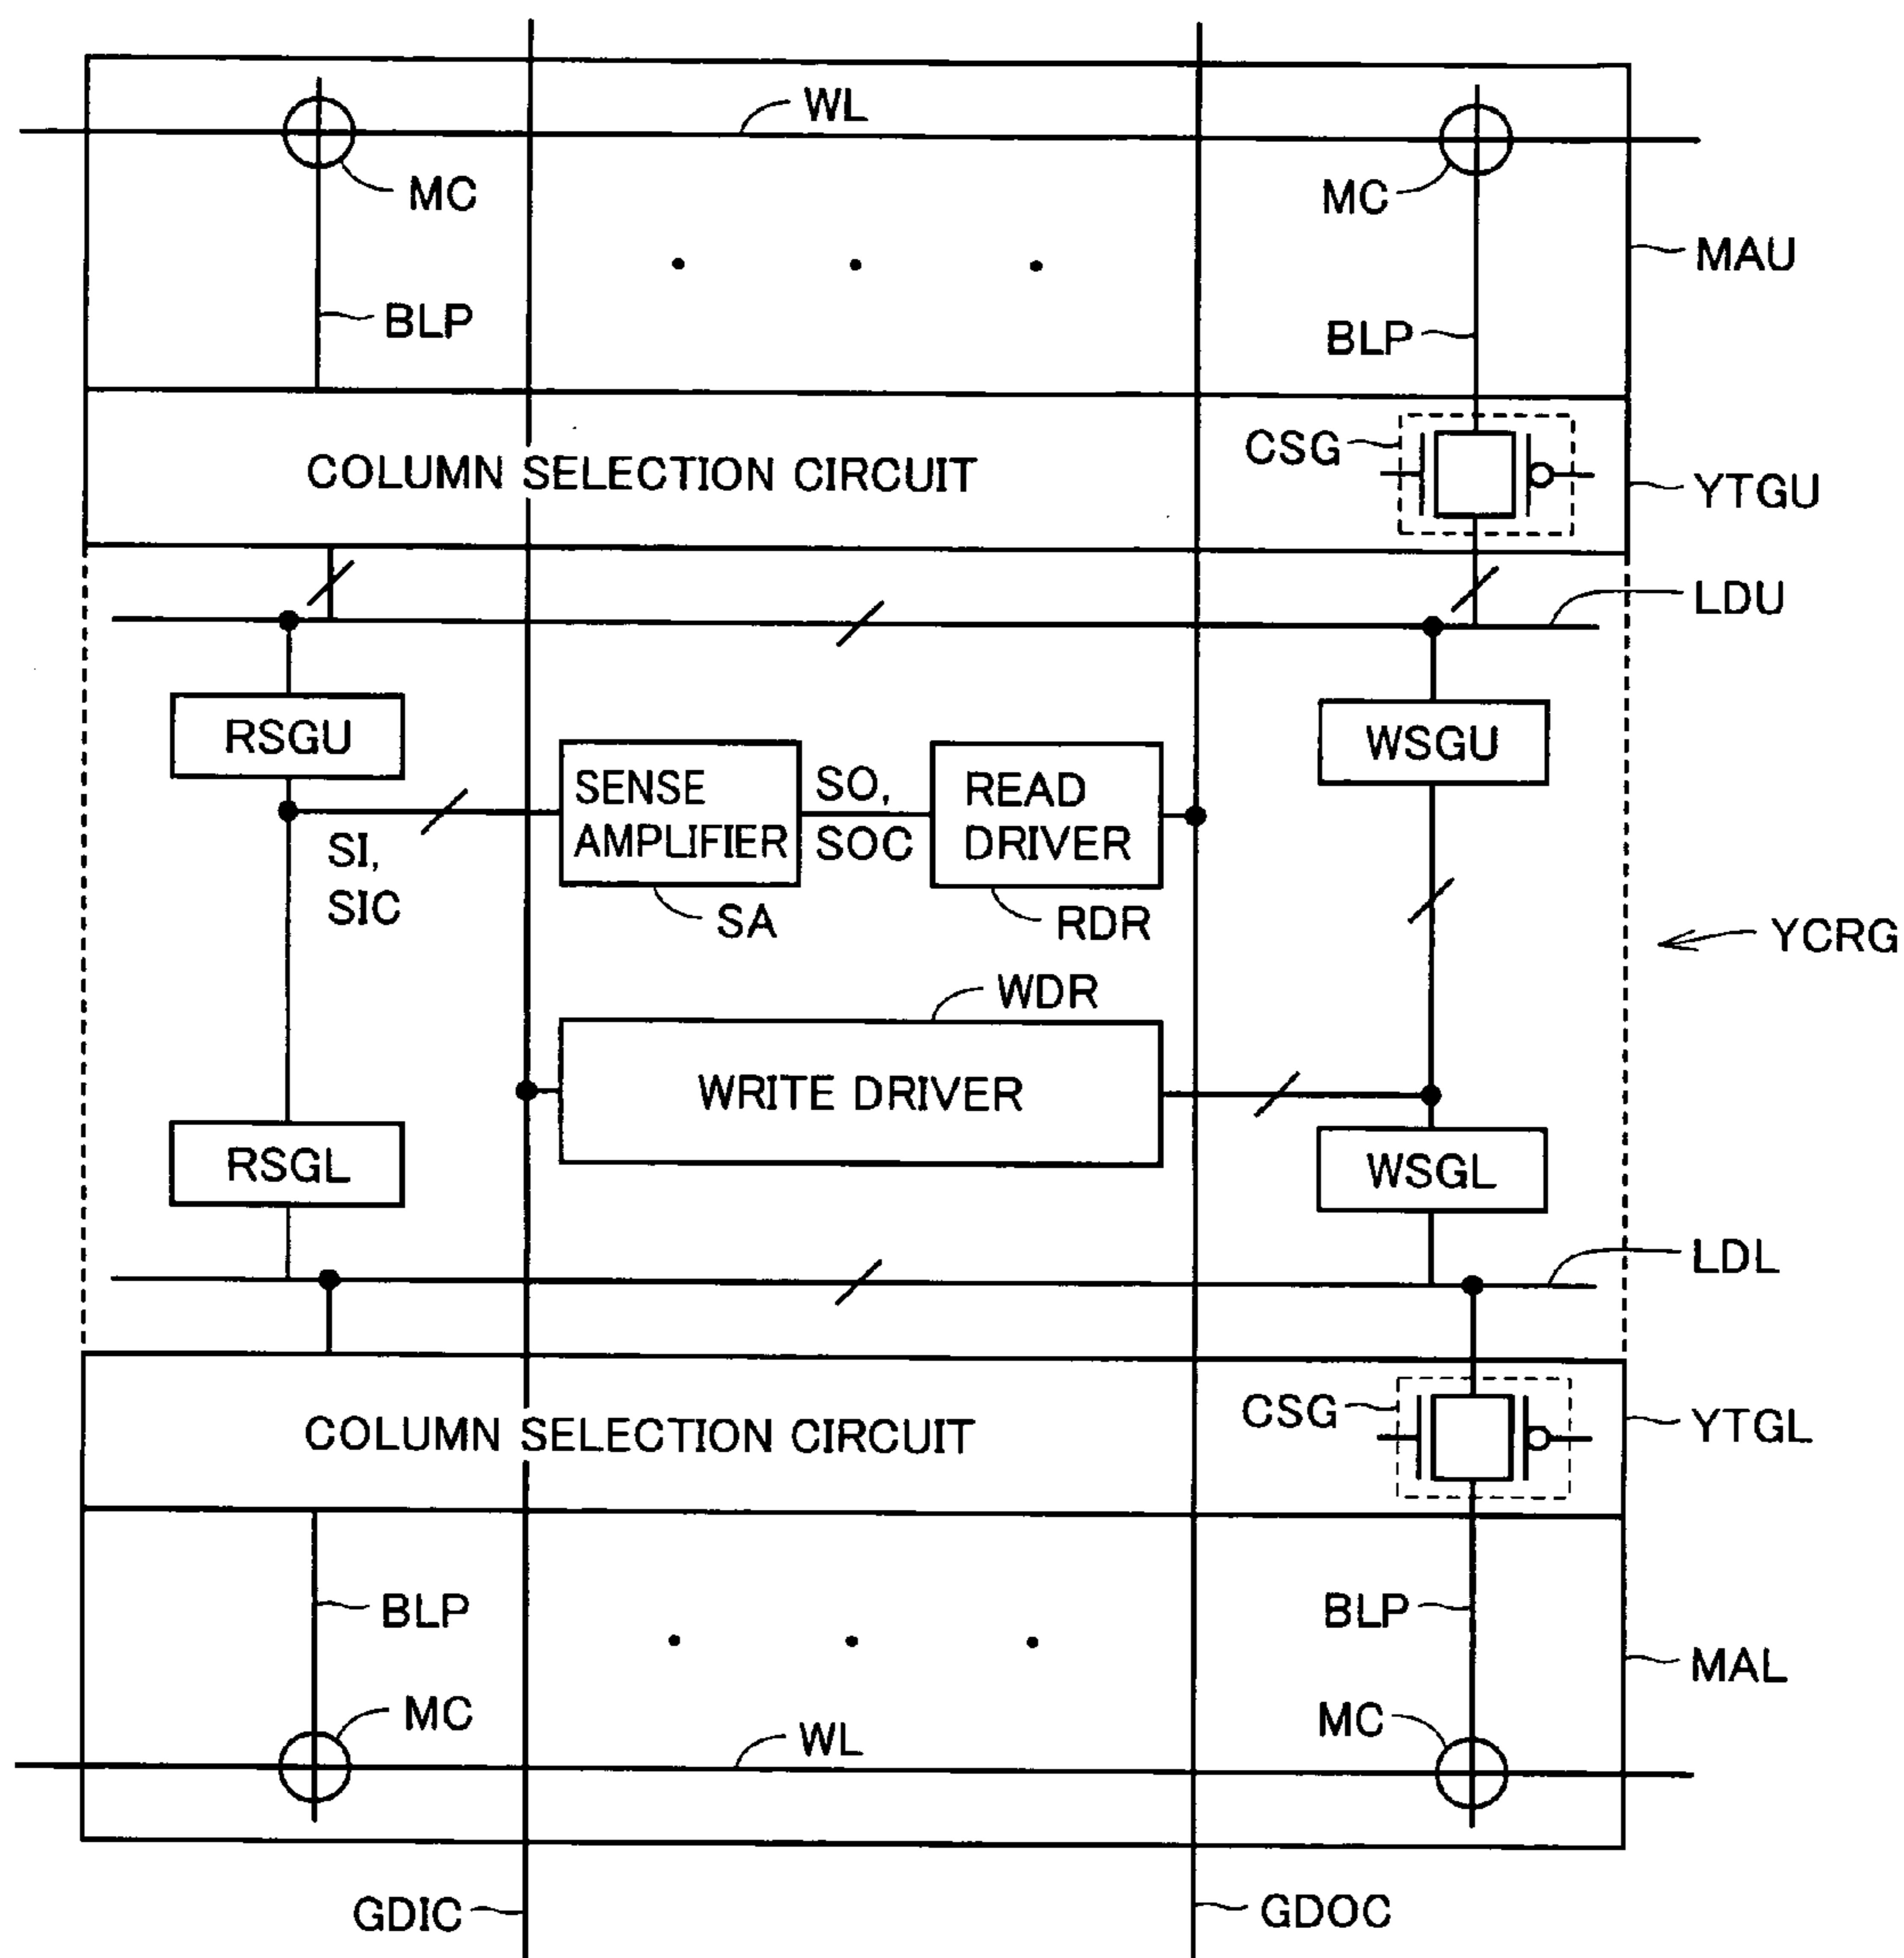 WL
MC
MC
MAU
BLP
BLP
COLUMN SELECTION CIRCUIT
CSG
YTGU
LDU
RSGU
WSGU
SENSE
AMPLIFIER
SO,
SOC
READ
DRIVER
SI,
SIC
SA
RDR
YCRG
WDR
WRITE DRIVER
RSGL
WSGL
LDL
COLUMN SELECTION CIRCUIT
CSG
YTGL
BLP
BLP
MAL
MC
WL
MC
GDIC
GDOC